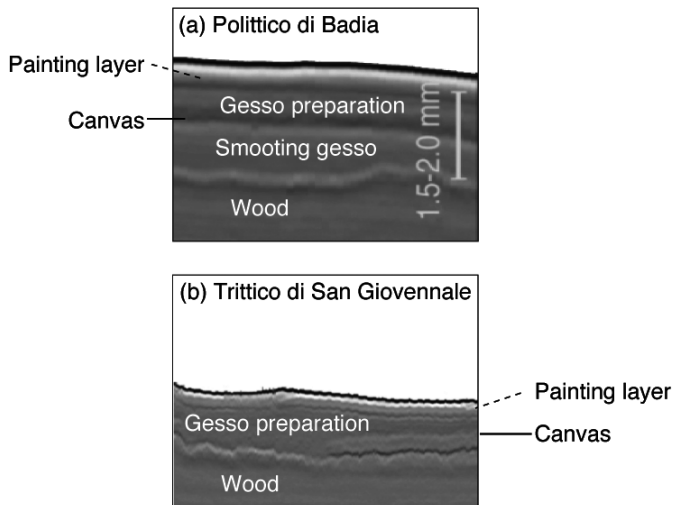 (a) Polittico di Badia
Painting layer
Gesso preparation
Canvas
Smooting gesso
1.5-2.0 mm
Wood
(b) Trittico di San Giovennale
Painting layer
Gesso preparation
Canvas
Wood